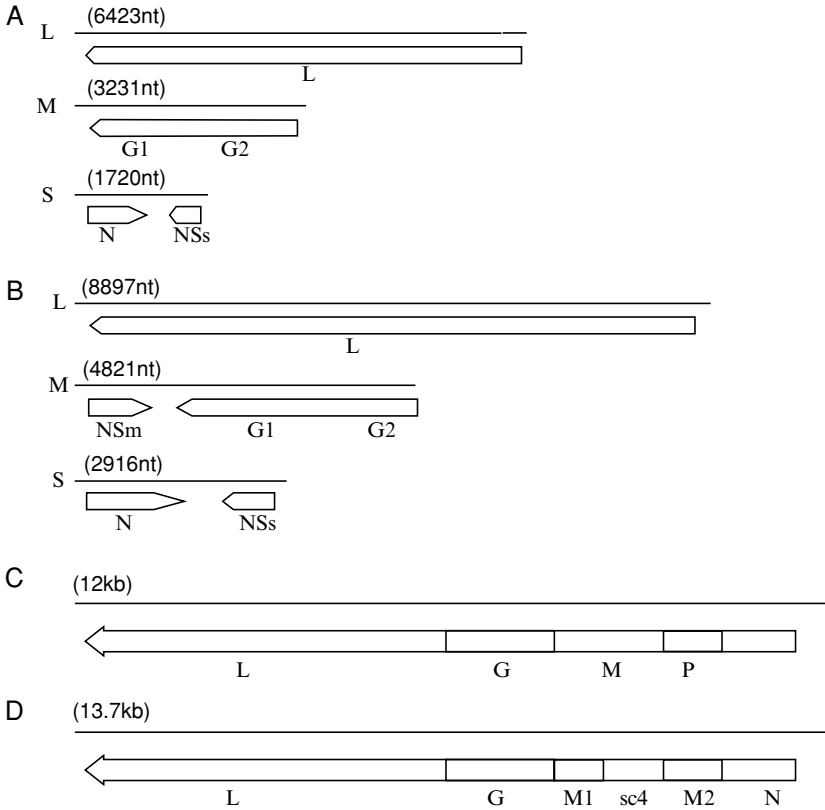 A
L (6423nt)
L
M (3231nt)
G1 G2
S (1720nt)
N NSs
B
L (8897nt)
L
M (4821nt)
NSm G1 G2
S (2916nt)
N NSs
C (12kb)
L G M P
D (13.7kb)
L G M1 sc4 M2 N